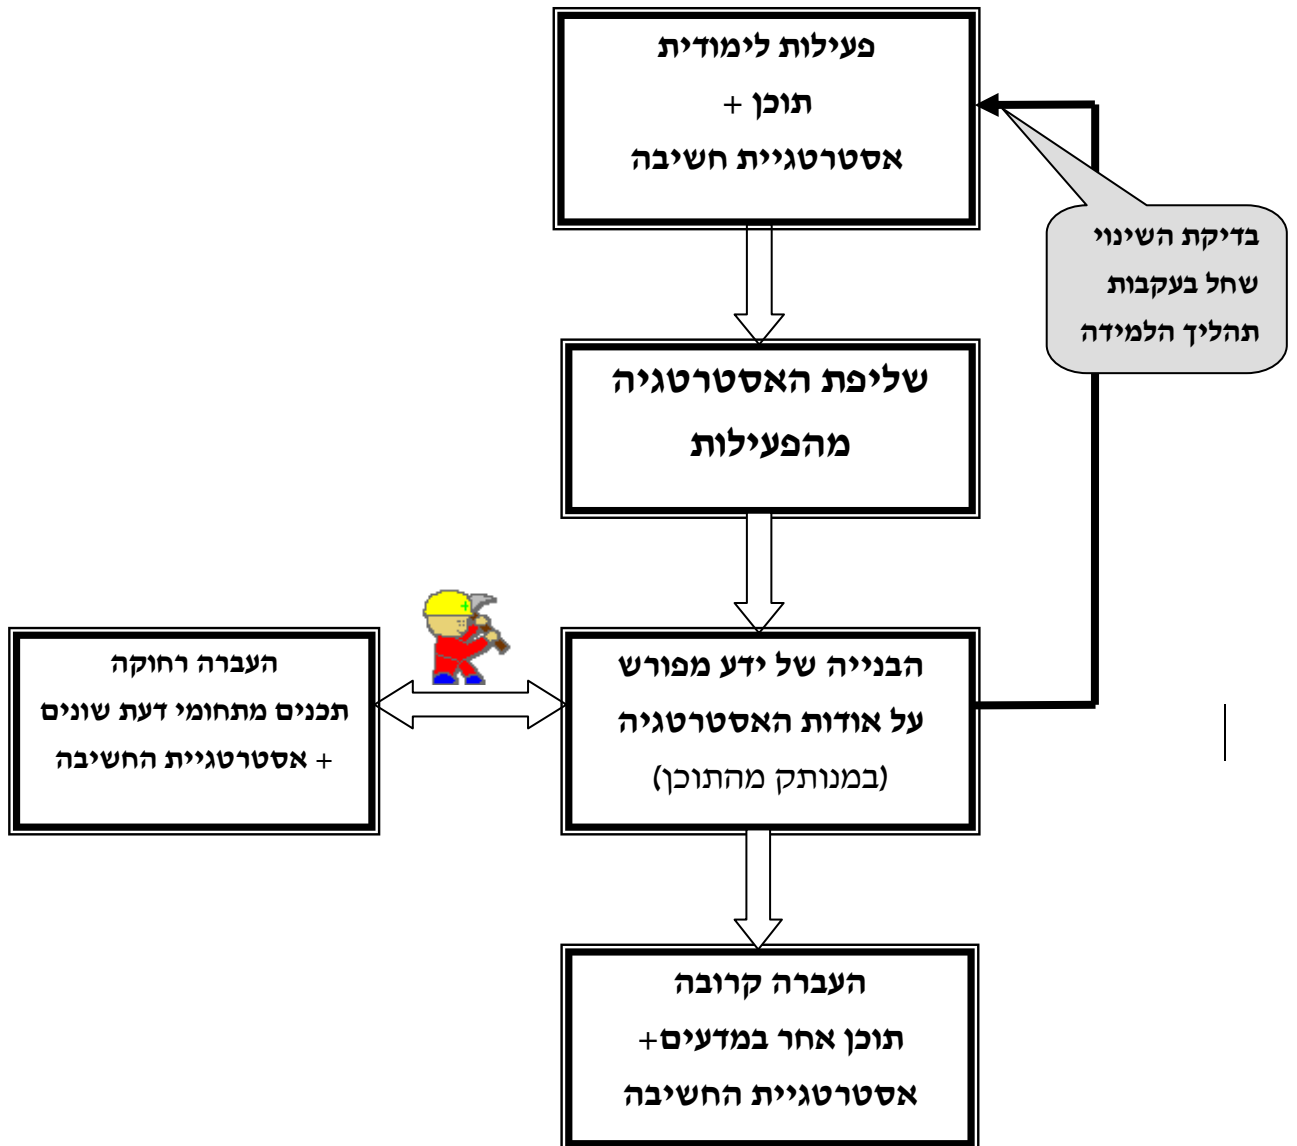 פעילות לימודית
תוכן +
אסטרטגיית חשיבה
בדיקת השינוי
שחל בעקבות
תהליך הלמידה
שליפת האסטרטגיה
מהפעילות
הבנייה של ידע מפורש
על אודות האסטרטגיה
(במנותק מהתוכן)
העברה רחוקה
תכנים מתחומי דעת שונים
+ אסטרטגיית החשיבה
העברה קרובה
תוכן אחר במדעים+
אסטרטגיית החשיבה